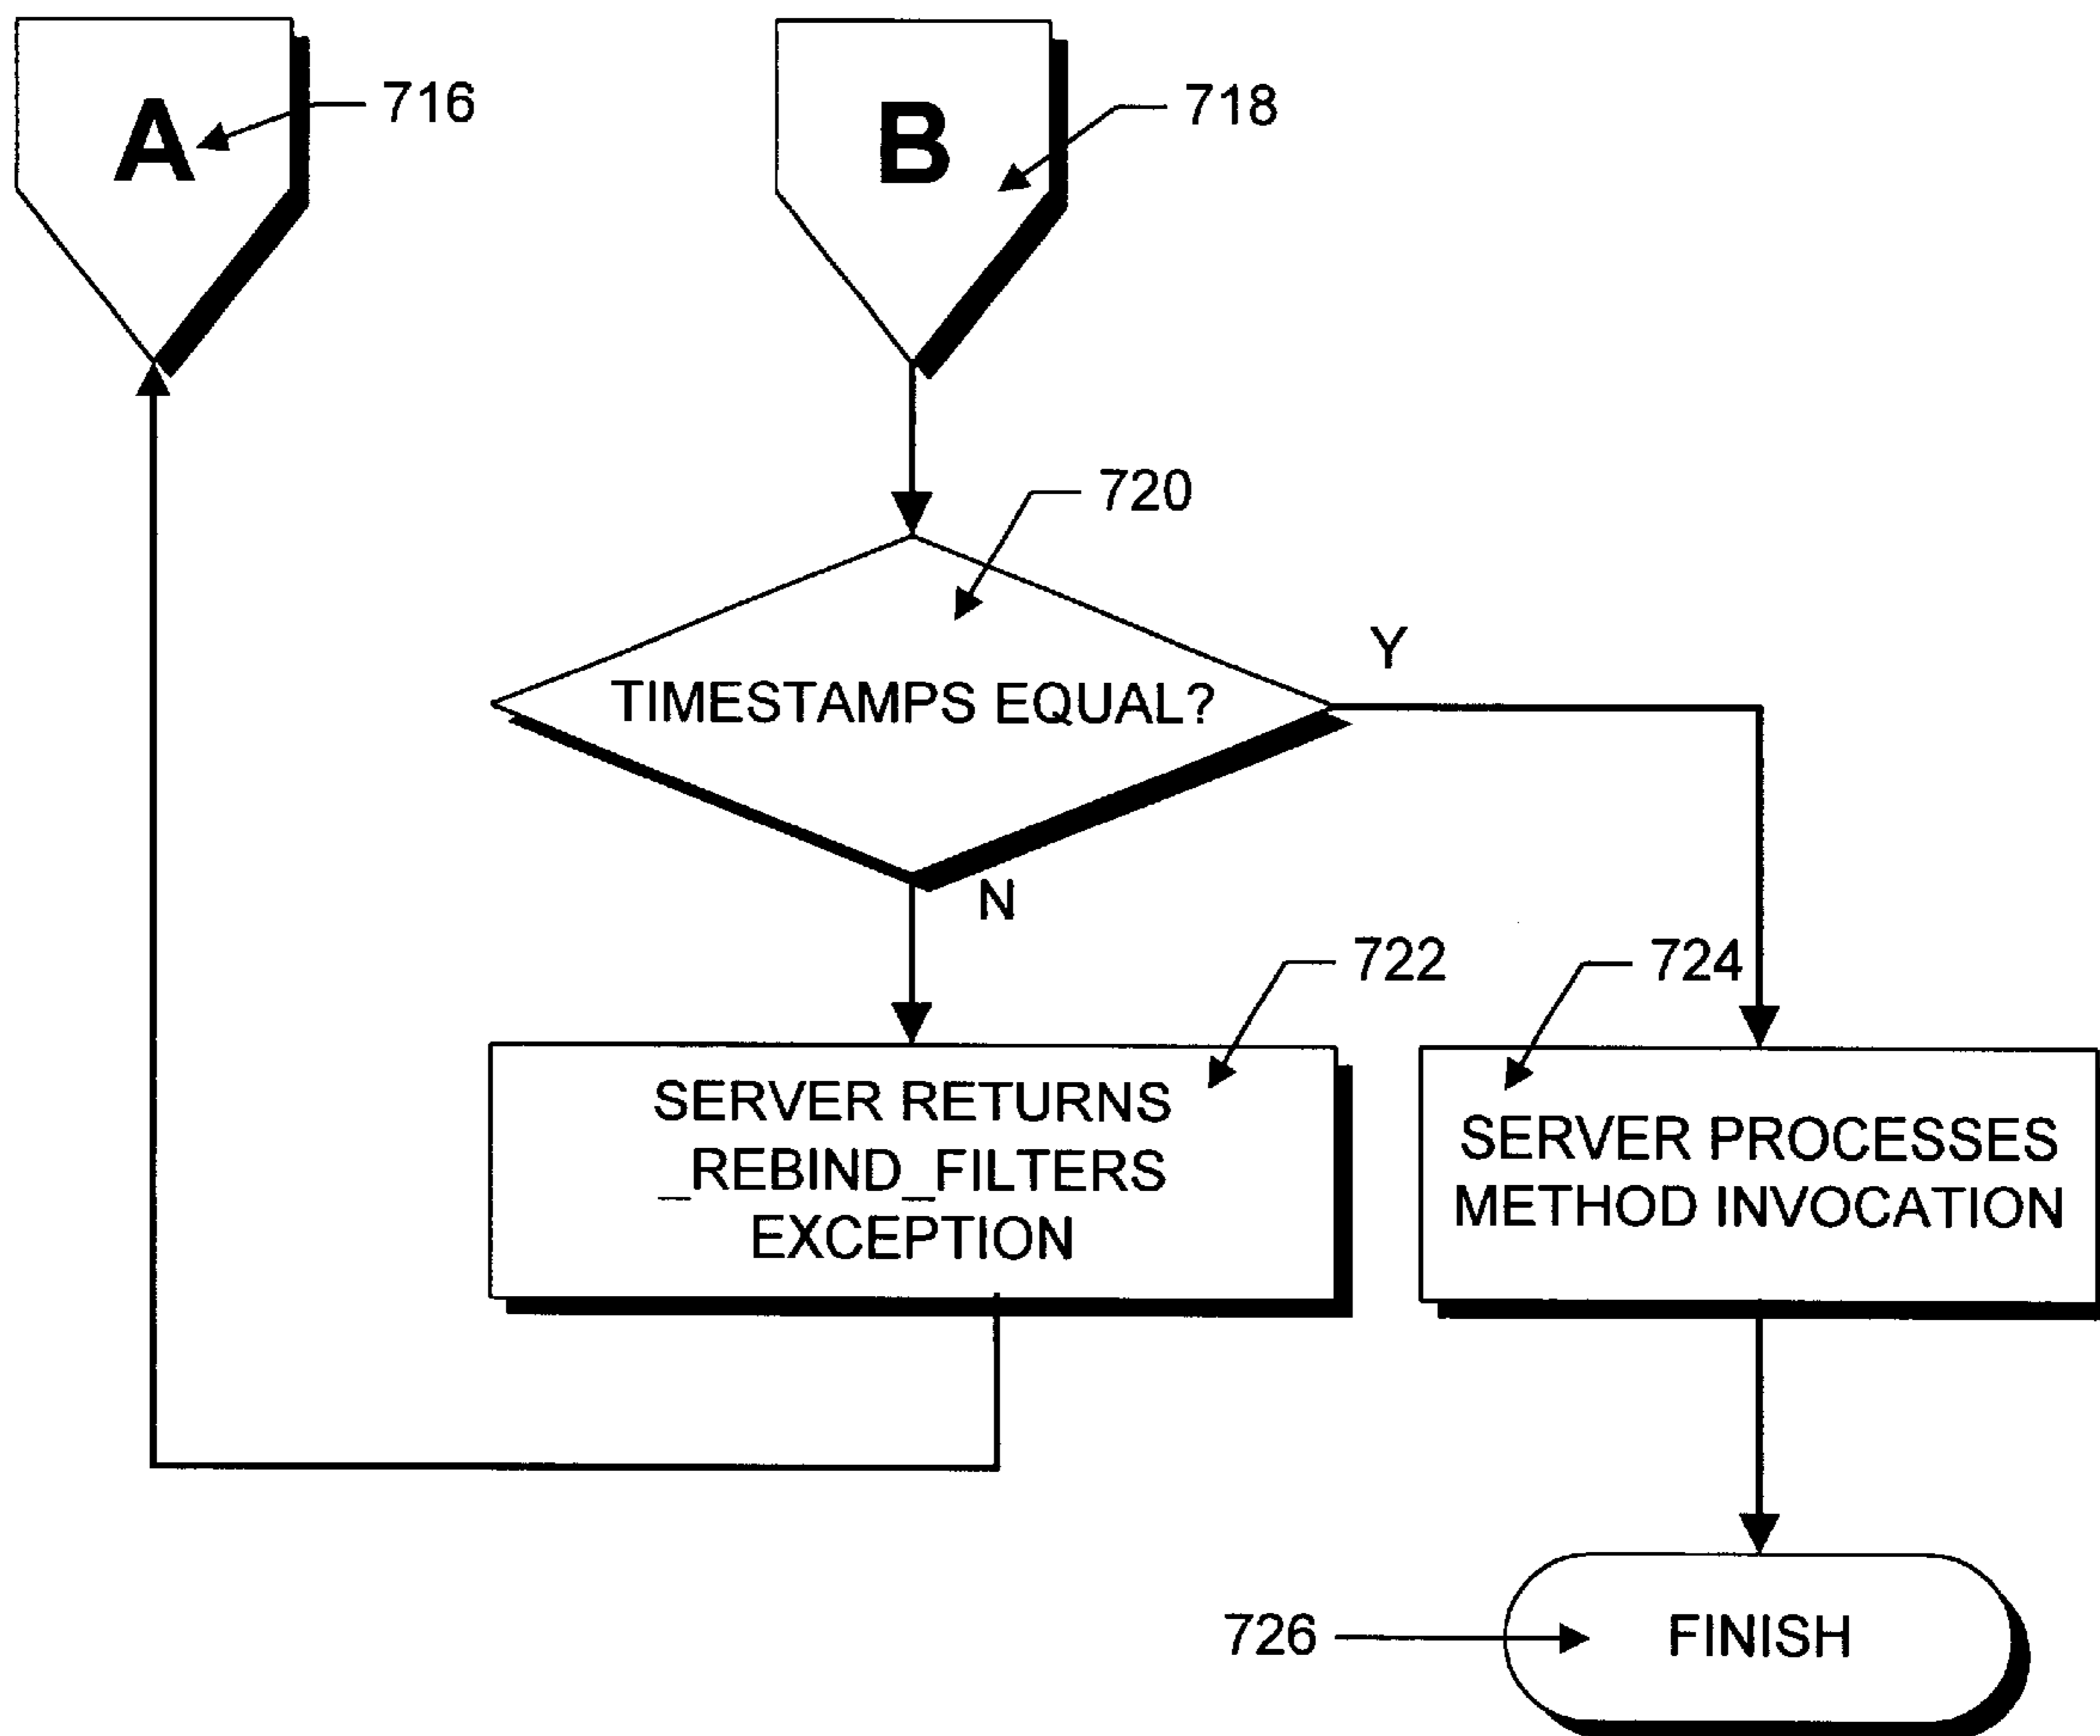 A
716
B
718
720
TIMESTAMPS EQUAL?
Y
N
722
724
SERVER RETURNS
_REBIND_FILTERS
EXCEPTION
SERVER PROCESSES
METHOD INVOCATION
726
FINISH